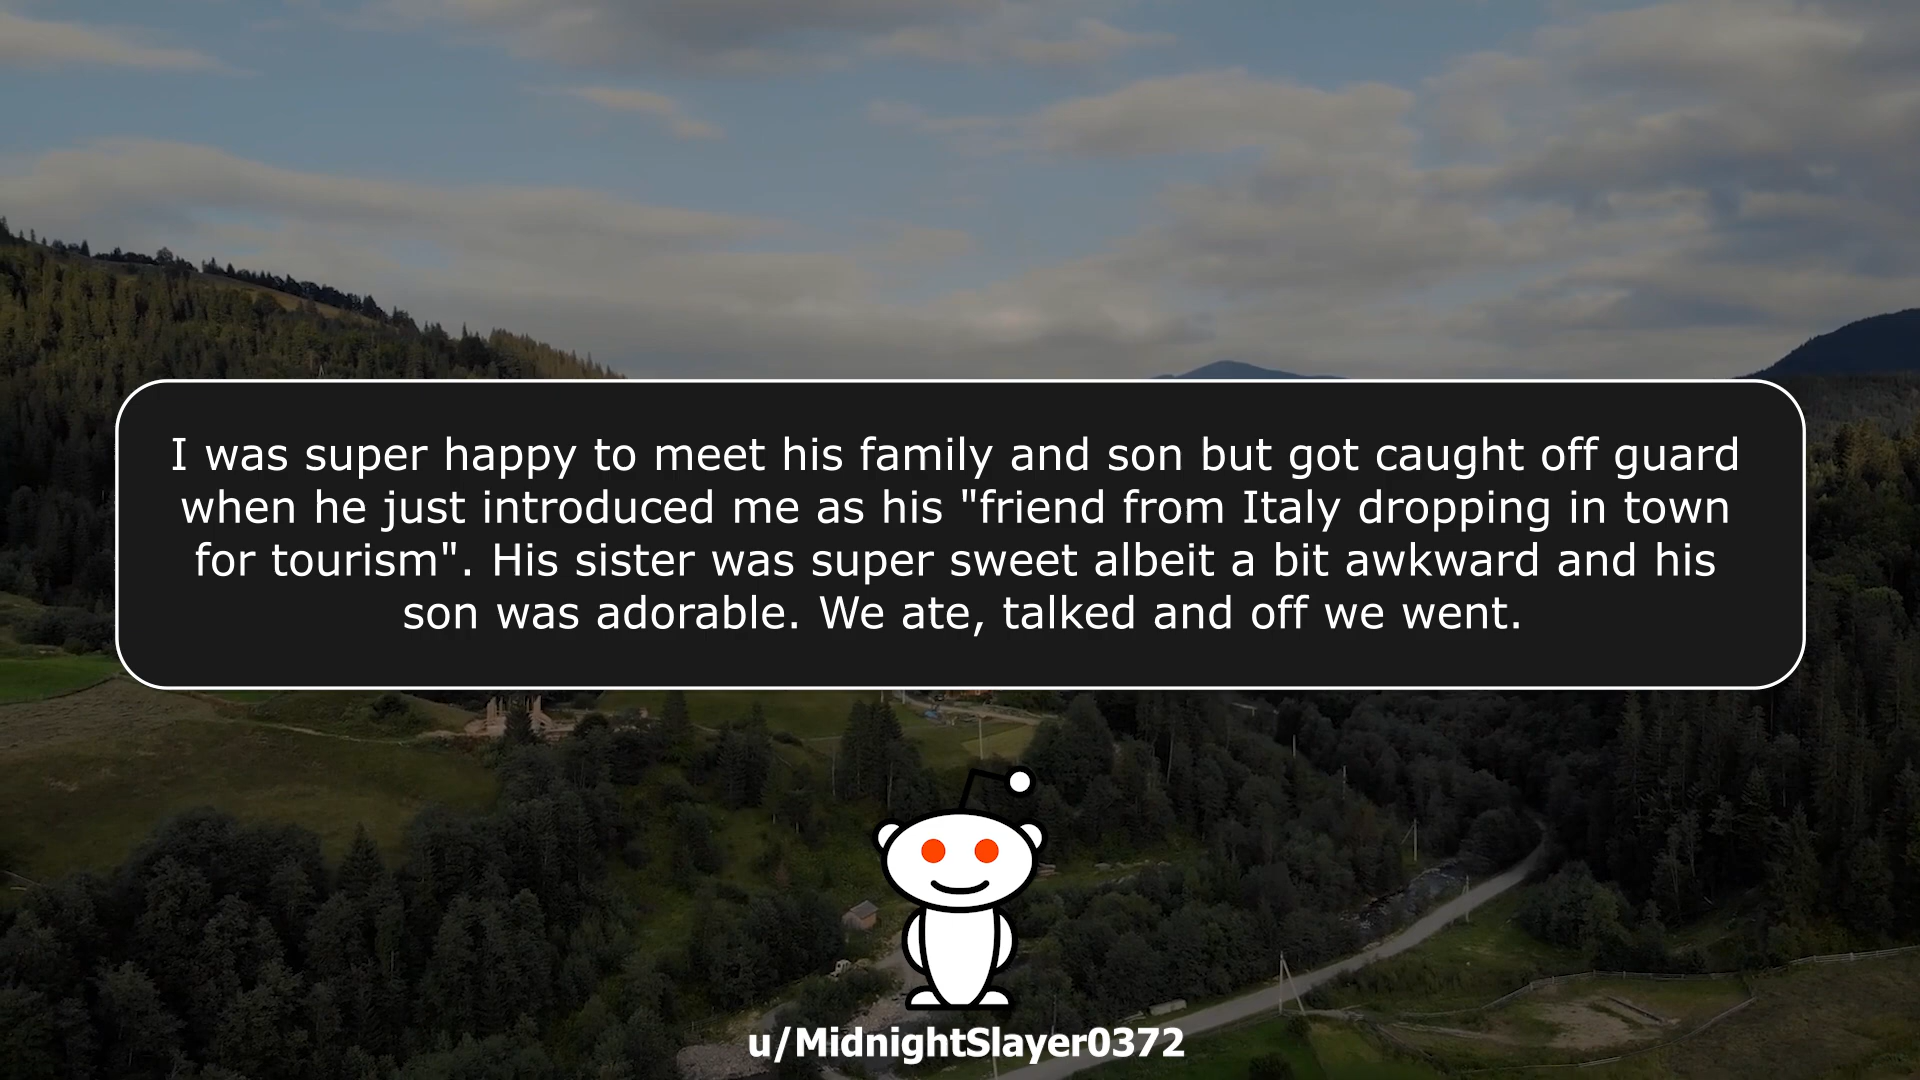 I was super happy to meet his family and son but got caught off guard
when he just introduced me as his "friend from Italy dropping in town
for tourism". His sister was super sweet albeit a bit awkward and his
son was adorable. We ate, talked and off we went.
u/MidnightSlayer0372